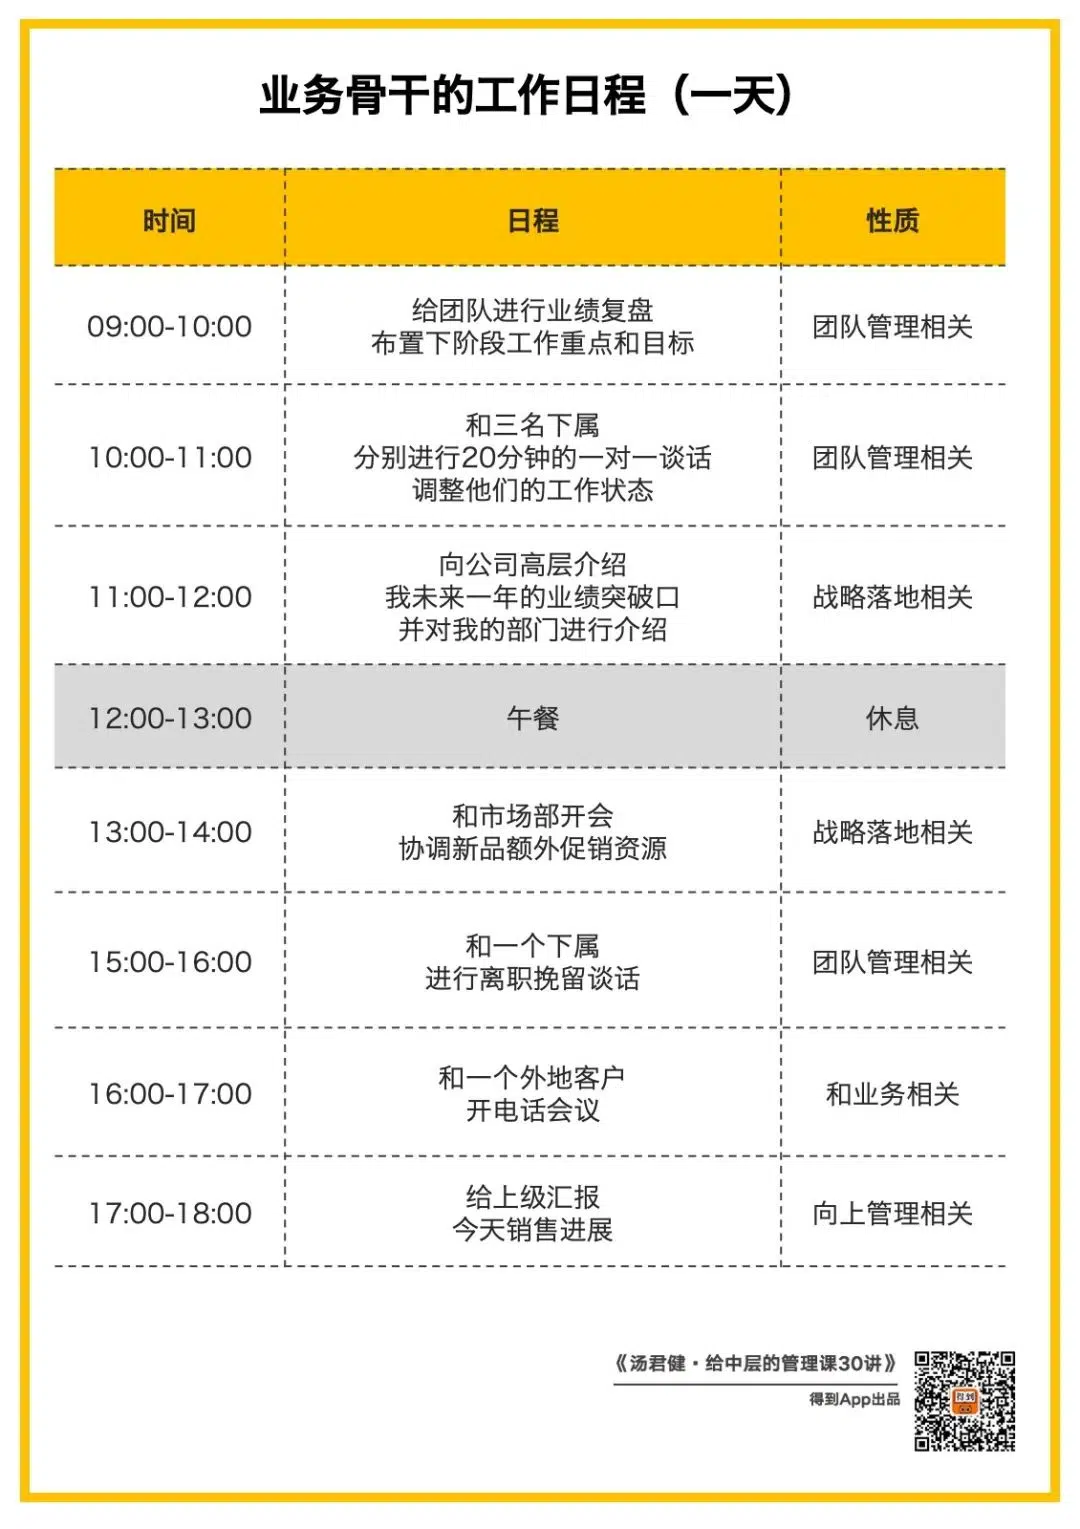 业务骨干的工作日程（一天）
时间 日程 性质
09:00-10:00
给团队进行业绩复盘
布置下阶段工作重点和目标
团队管理相关
10:00-11:00
和三名下属
分别进行20分钟的一对一谈话
调整他们的工作状态
团队管理相关
11:00-12:00
向公司高层介绍
我未来一年的业绩突破口
并对我的部门进行介绍
战略落地相关
12:00-13:00 午餐 休息
13:00-14:00
和市场部开会
协调新品额外促销资源
战略落地相关
15:00-16:00
和一个下属
进行离职挽留谈话
团队管理相关
16:00-17:00
和一个外地客户
开电话会议
和业务相关
17:00-18:00
给上级汇报
今天销售进展
向上管理相关
《汤君健·给中层的管理课30讲》
得到App出品
得到